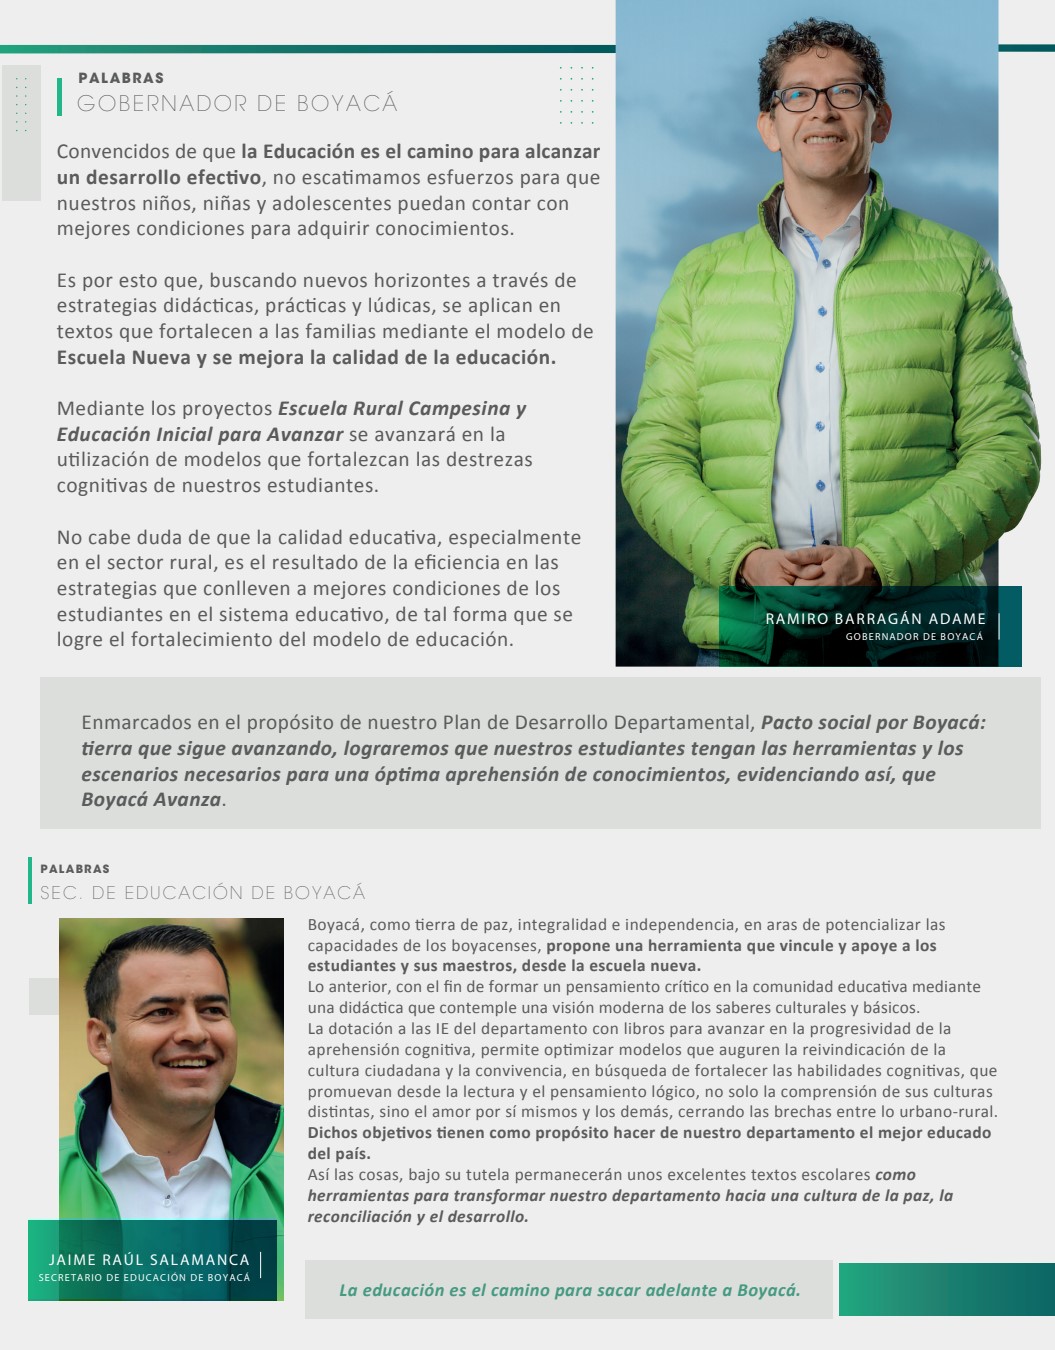 PALABRAS
GOBERNADOR DE BOYACÁ
Convencidos de que la Educación es el camino para alcanzar
un desarrollo efectivo, no escatimamos esfuerzos para que
nuestros niños, niñas y adolescentes puedan contar con
mejores condiciones para adquirir conocimientos.
Es por esto que, buscando nuevos horizontes a través de
estrategias didácticas, prácticas y lúdicas, se aplican en
textos que fortalecen a las familias mediante el modelo de
Escuela Nueva y se mejora la calidad de la educación.
Mediante los proyectos Escuela Rural Campesina y
Educación Inicial para Avanzar se avanzará en la
utilización de modelos que fortalezcan las destrezas
cognitivas de nuestros estudiantes.
No cabe duda de que la calidad educativa, especialmente
en el sector rural, es el resultado de la eficiencia en las
estrategias que conlleven a mejores condiciones de los
estudiantes en el sistema educativo, de tal forma que se
logre el fortalecimiento del modelo de educación.
RAMIRO BARRAGÁN ADAME
GOBERNADOR DE BOYACÁ
Enmarcados en el propósito de nuestro Plan de Desarrollo Departamental, Pacto social por Boyacá:
tierra que sigue avanzando, lograremos que nuestros estudiantes tengan las herramientas y los
escenarios necesarios para una óptima aprehensión de conocimientos, evidenciando así, que
Boyacá Avanza.
PALABRAS
SEC. DE EDUCACIÓN DE BOYACÁ
Boyacá, como tierra de paz, integralidad e independencia, en aras de potencializar las
capacidades de los boyacenses, propone una herramienta que vincule y apoye a los
estudiantes y sus maestros, desde la escuela nueva.
Lo anterior, con el fin de formar un pensamiento crítico en la comunidad educativa mediante
una didáctica que contemple una visión moderna de los saberes culturales y básicos.
La dotación a las IE del departamento con libros para avanzar en la progresividad de la
aprehensión cognitiva, permite optimizar modelos que auguren la reivindicación de la
cultura ciudadana y la convivencia, en búsqueda de fortalecer las habilidades cognitivas, que
promuevan desde la lectura y el pensamiento lógico, no solo la comprensión de sus culturas
distintas, sino el amor por sí mismos y los demás, cerrando las brechas entre lo urbano-rural.
Dichos objetivos tienen como propósito hacer de nuestro departamento el mejor educado
del país.
Así las cosas, bajo su tutela permanecerán unos excelentes textos escolares como
herramientas para transformar nuestro departamento hacia una cultura de la paz, la
reconciliación y el desarrollo.
JAIME RAÚL SALAMANCA
SECRETARIO DE EDUCACIÓN DE BOYACÁ
La educación es el camino para sacar adelante a Boyacá.